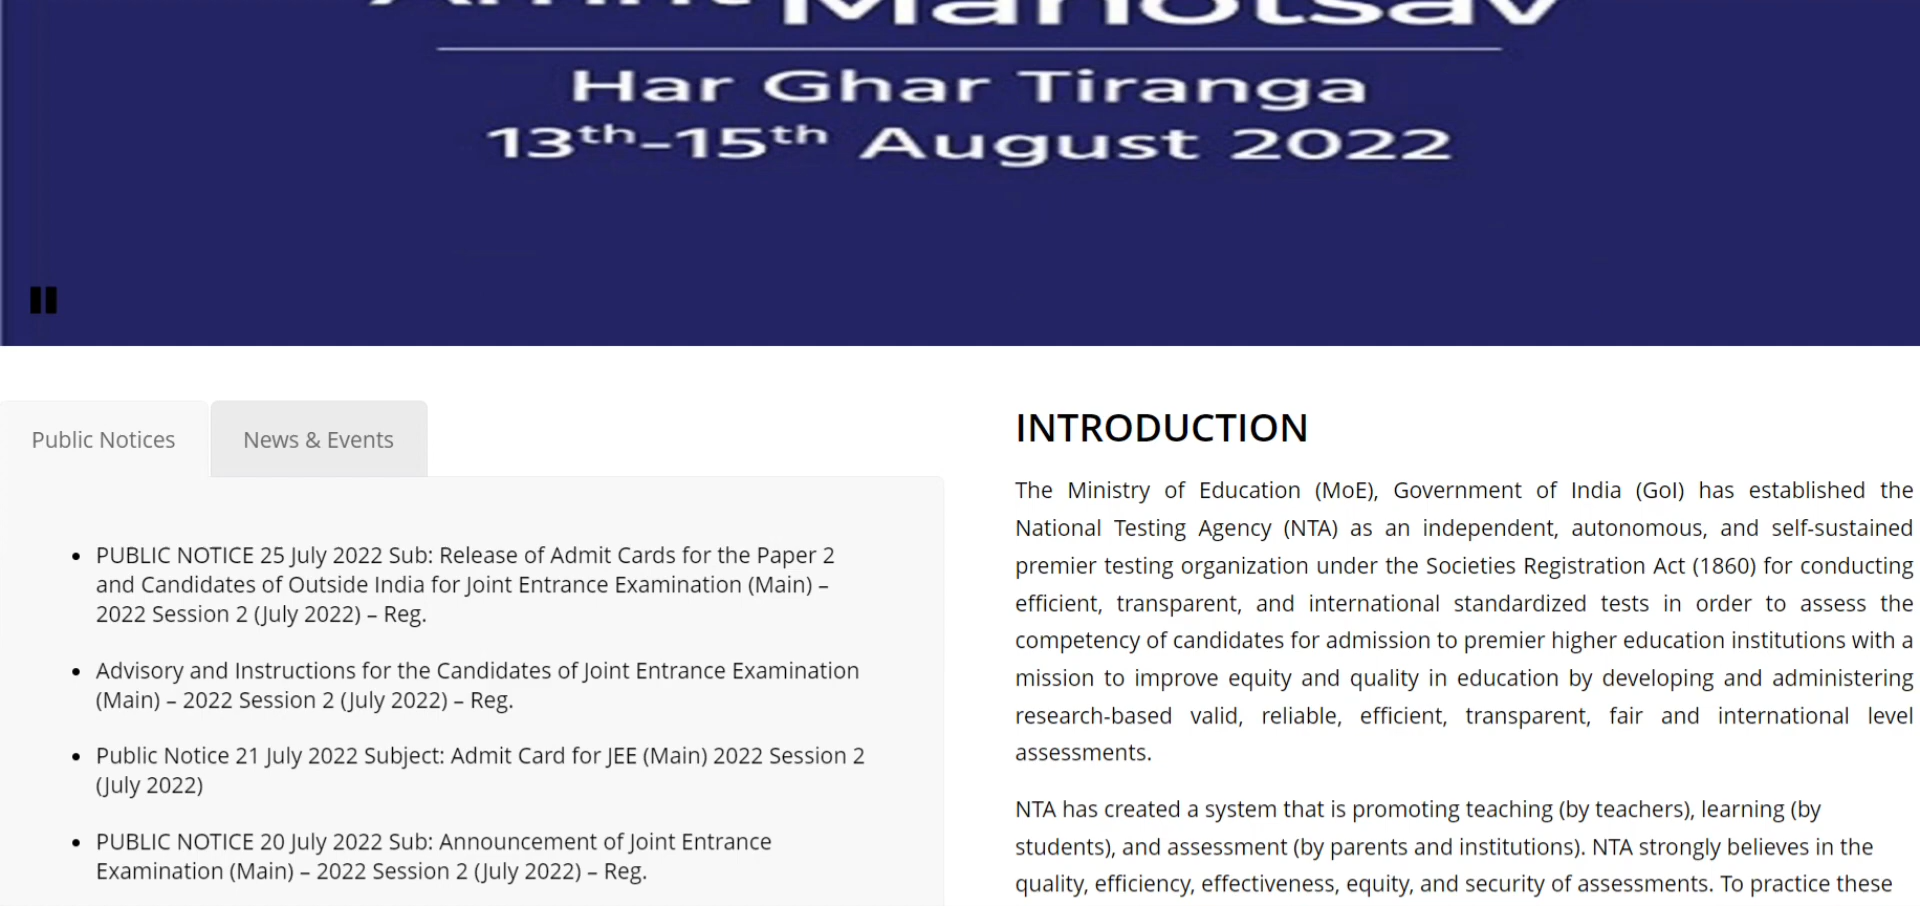 Mahotsav
Har Ghar Tiranga
13th-15th August 2022
Public Notices
News & Events
PUBLIC NOTICE 25 July 2022 Sub: Release of Admit Cards for the Paper 2
and Candidates of Outside India for Joint Entrance Examination (Main) –
2022 Session 2 (July 2022) – Reg.
Advisory and Instructions for the Candidates of Joint Entrance Examination
(Main) – 2022 Session 2 (July 2022) – Reg.
Public Notice 21 July 2022 Subject: Admit Card for JEE (Main) 2022 Session 2
(July 2022)
PUBLIC NOTICE 20 July 2022 Sub: Announcement of Joint Entrance
Examination (Main) – 2022 Session 2 (July 2022) – Reg.
INTRODUCTION
The Ministry of Education (MoE), Government of India (GoI) has established the
National Testing Agency (NTA) as an independent, autonomous, and self-sustained
premier testing organization under the Societies Registration Act (1860) for conducting
efficient, transparent, and international standardized tests in order to assess the
competency of candidates for admission to premier higher education institutions with a
mission to improve equity and quality in education by developing and administering
research-based valid, reliable, efficient, transparent, fair and international level
assessments.
NTA has created a system that is promoting teaching (by teachers), learning (by
students), and assessment (by parents and institutions). NTA strongly believes in the
quality, efficiency, effectiveness, equity, and security of assessments. To practice these